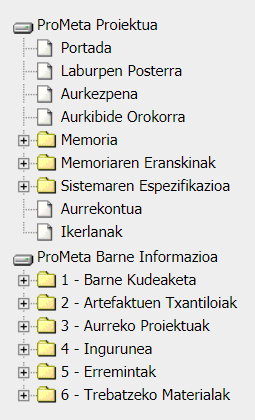 ProMeta Proiektua
Portada
Laburpen Posterra
Aurkezpena
Aurkibide Orokorra
Memoria
Memoriaren Eranskinak
Sistemaren Espezifikazioa
Aurrekontua
Ikerlanak
ProMeta Barne Informazioa
1 - Barne Kudeaketa
2 - Artefaktuen Txantiloiak
3 - Aurreko Proiektuak
4 - Ingurunea
5 - Erremintak
6 - Trebatzeko Materialak